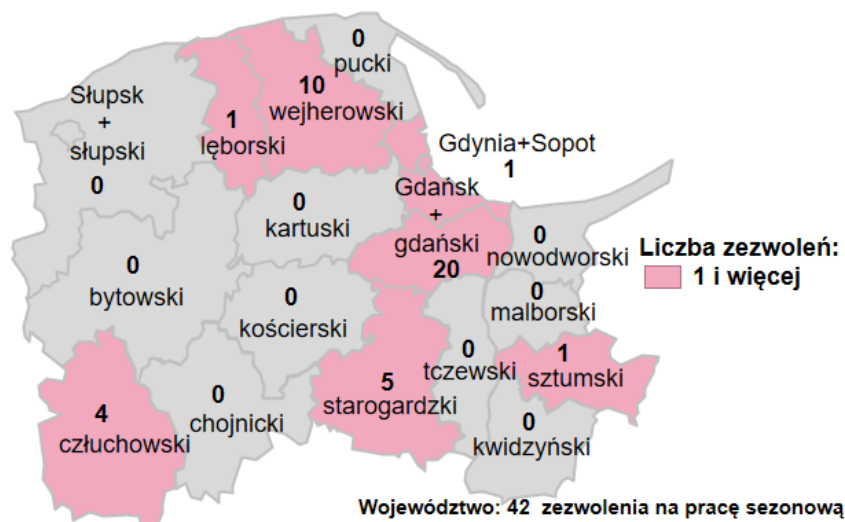 0
pucki
10
wejherowski
Słupsk
+
słupski
0
1
lęborski
Gdynia+Sopot
1
Gdańsk
+
gdański
20
0
kartuski
0
nowodworski
Liczba zezwoleń:
1 i więcej
0
bytowski
0
kościerski
0
malborski
0
tczewski
1
sztumski
5
starogardzki
4
człuchowski
0
chojnicki
0
kwidzyński
Województwo: 42 zezwolenia na pracę sezonową